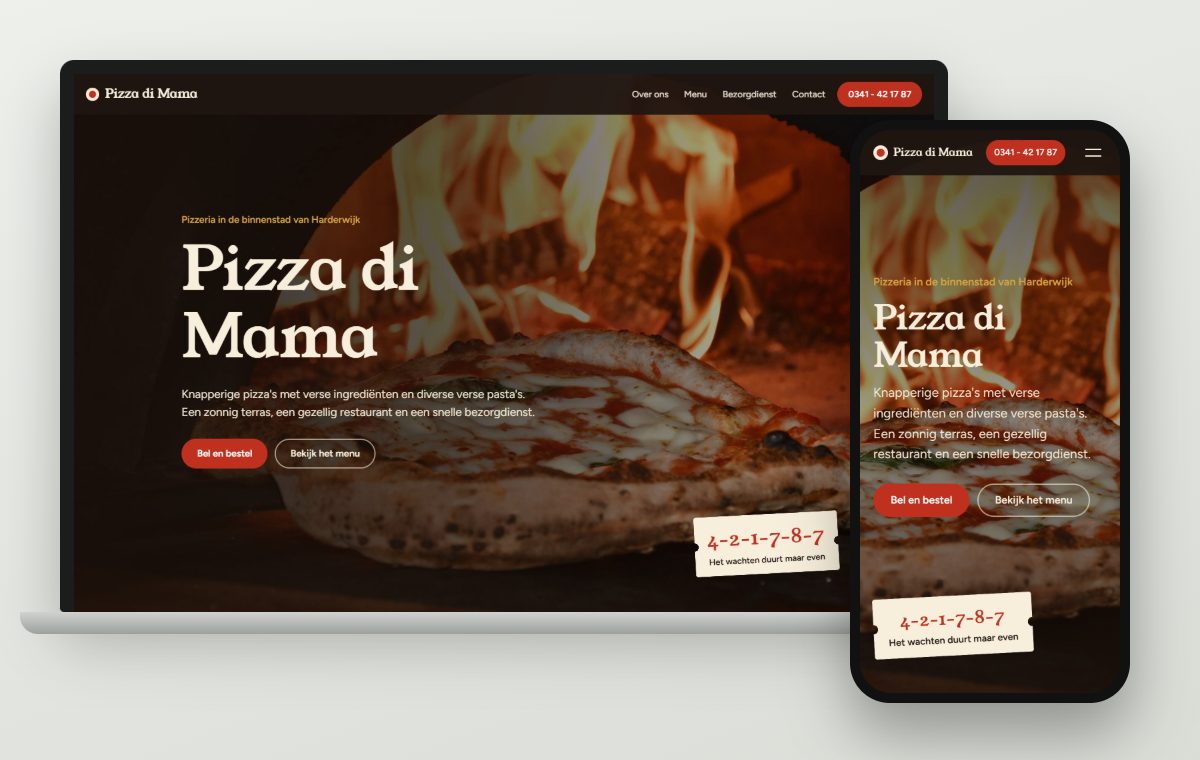 Pizza di Mama
Over ons
Menu
Bezorgdienst
Contact
0341 - 42 17 87
Pizzeria in de binnenstad van Harderwijk
Pizza di
Mama
Knapperige pizza's met verse ingrediënten en diverse verse pasta's.
Een zonnig terras, een gezellig restaurant en een snelle bezorgdienst.
Bel en bestel
Bekijk het menu
4-2-1-7-8-7
Het wachten duurt maar even
Pizza di Mama
0341 - 42 17 87
Pizzeria in de binnenstad van Harderwijk
Pizza di
Mama
Knapperige pizza's met verse
ingrediënten en diverse verse pasta's.
Een zonnig terras, een gezellig
restaurant en een snelle bezorgdienst.
Bel en bestel
Bekijk het menu
4-2-1-7-8-7
Het wachten duurt maar even